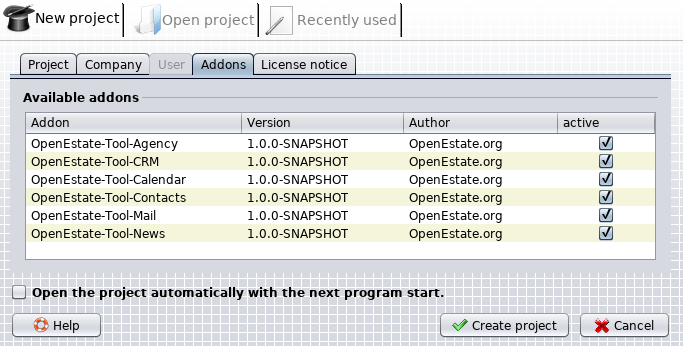 New project Open project Recently used
Project Company User Addons License notice
Available addons
Addon Version Author active
OpenEstate-Tool-Agency 1.0.0-SNAPSHOT OpenEstate.org
OpenEstate-Tool-CRM 1.0.0-SNAPSHOT OpenEstate.org
OpenEstate-Tool-Calendar 1.0.0-SNAPSHOT OpenEstate.org
OpenEstate-Tool-Contacts 1.0.0-SNAPSHOT OpenEstate.org
OpenEstate-Tool-Mail 1.0.0-SNAPSHOT OpenEstate.org
OpenEstate-Tool-News 1.0.0-SNAPSHOT OpenEstate.org
Open the project automatically with the next program start.
Help Create project Cancel